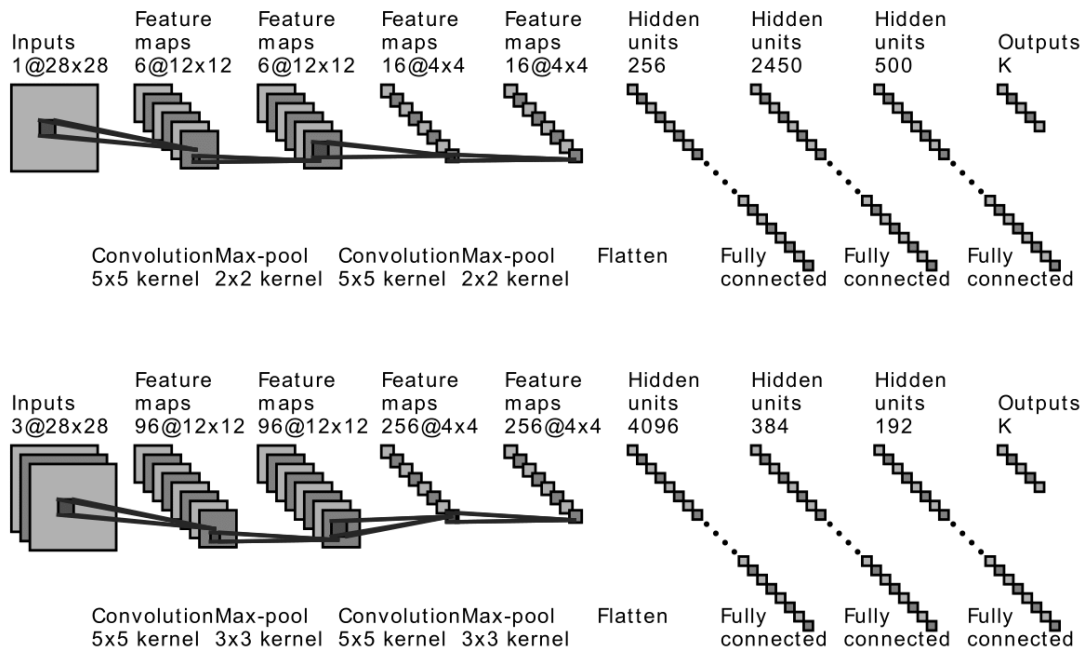 Inputs
1@28x28
Feature
maps
6@12x12
Feature
maps
6@12x12
Feature
maps
16@4x4
Feature
maps
16@4x4
Hidden
units
256
Hidden
units
2450
Hidden
units
500
Outputs
K
Convolution
5x5 kernel
Max-pool
2x2 kernel
Convolution
5x5 kernel
Max-pool
2x2 kernel
Flatten
Fully
connected
Fully
connected
Fully
connected
Inputs
3@28x28
Feature
maps
96@12x12
Feature
maps
96@12x12
Feature
maps
256@4x4
Feature
maps
256@4x4
Hidden
units
4096
Hidden
units
384
Hidden
units
192
Outputs
K
Convolution
5x5 kernel
Max-pool
3x3 kernel
Convolution
5x5 kernel
Max-pool
3x3 kernel
Flatten
Fully
connected
Fully
connected
Fully
connected